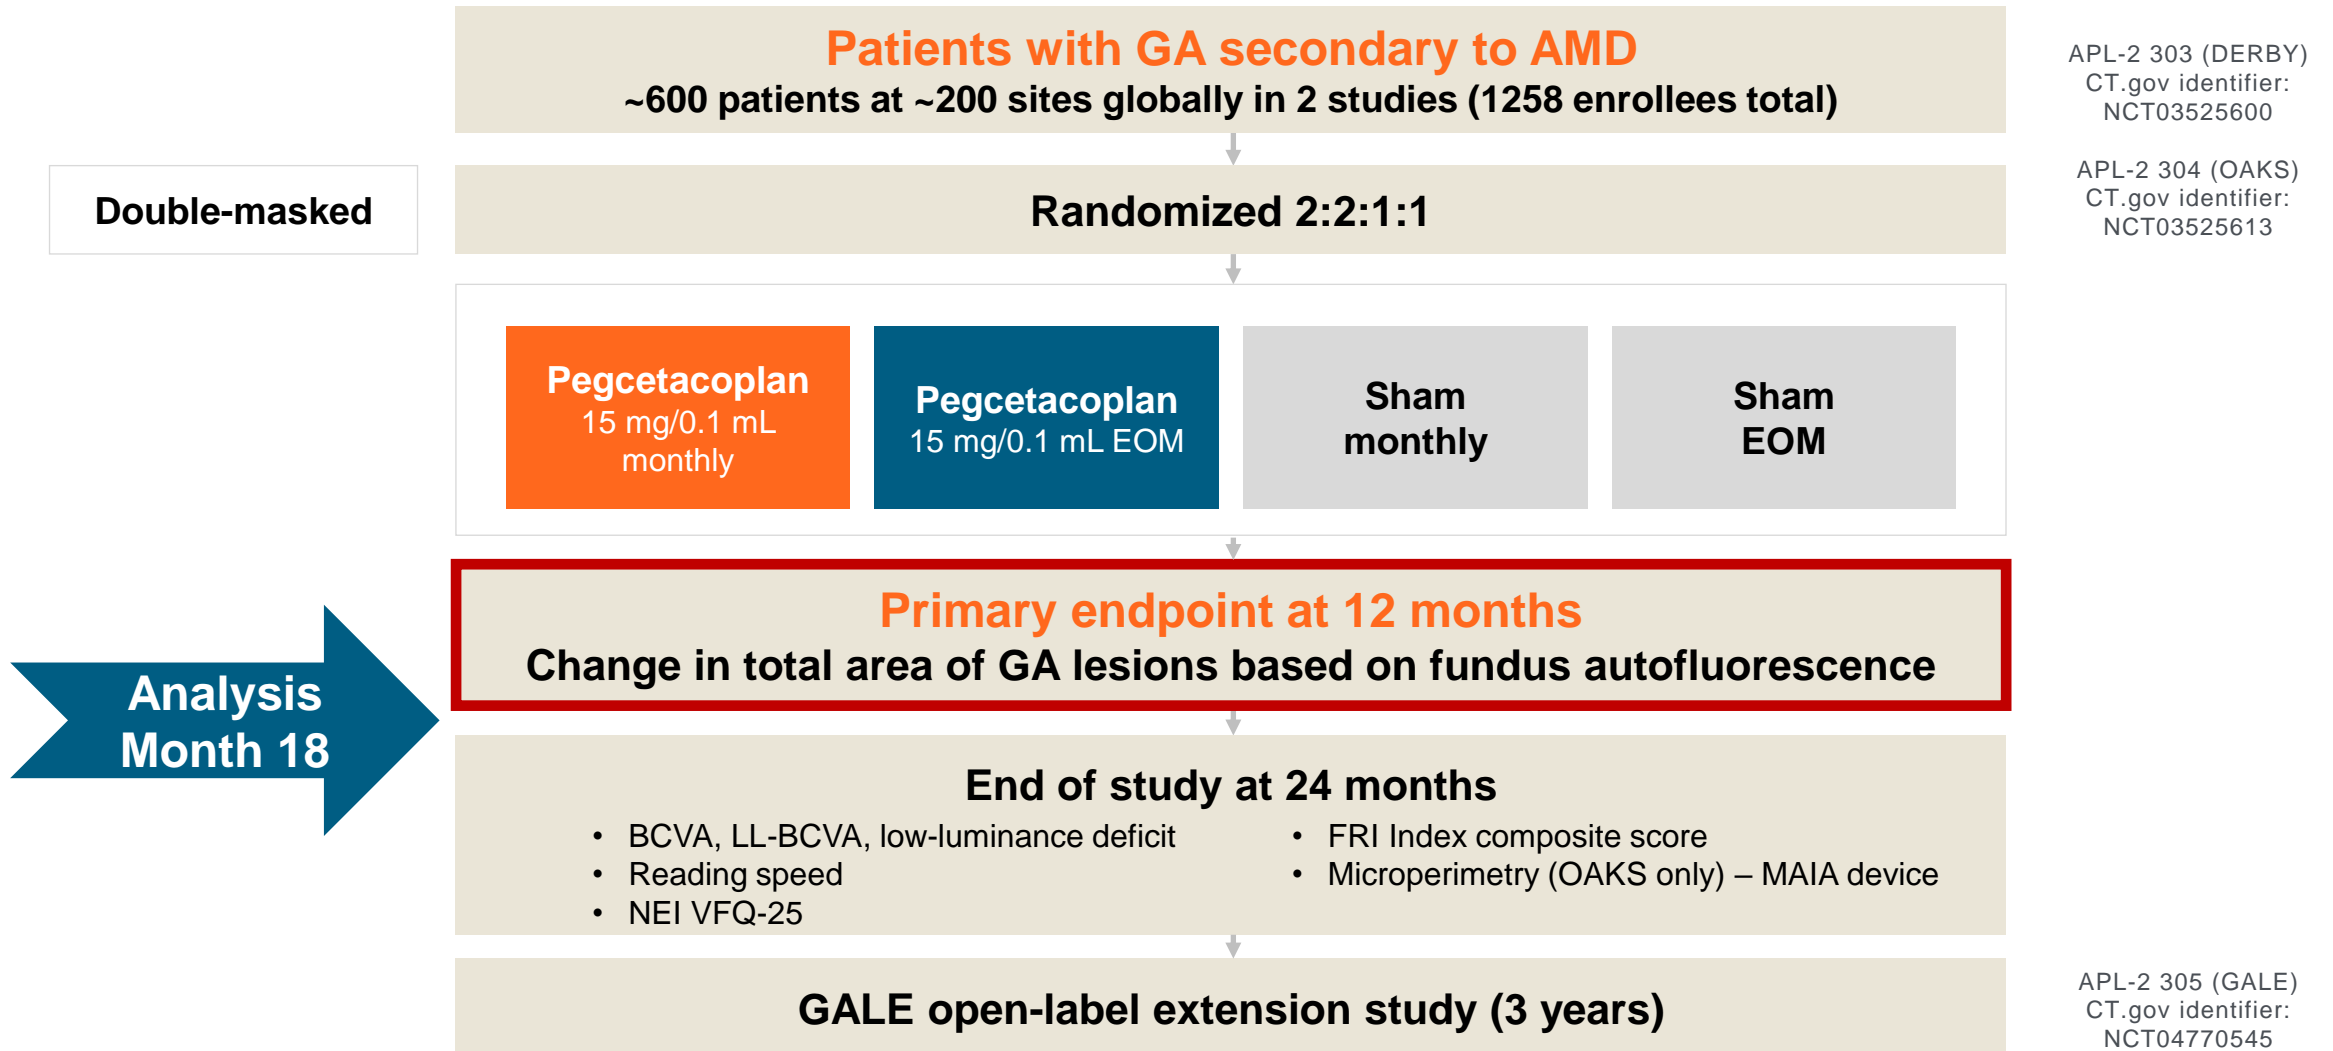 Patients with GA secondary to AMD
~600 patients at ~200 sites globally in 2 studies (1258 enrollees total)
APL-2 303 (DERBY)
CT.gov identifier:
NCT03525600
APL-2 304 (OAKS)
CT.gov identifier:
NCT03525613
Double-masked
Randomized 2:2:1:1
Pegcetacoplan
15 mg/0.1 mL
monthly
Pegcetacoplan
15 mg/0.1 mL EOM
Sham
monthly
Sham
EOM
Primary endpoint at 12 months
Change in total area of GA lesions based on fundus autofluorescence
Analysis
Month 18
End of study at 24 months
• BCVA, LL-BCVA, low-luminance deficit
• Reading speed
• NEI VFQ-25
• FRI Index composite score
• Microperimetry (OAKS only) – MAIA device
GALE open-label extension study (3 years)
APL-2 305 (GALE)
CT.gov identifier:
NCT04770545